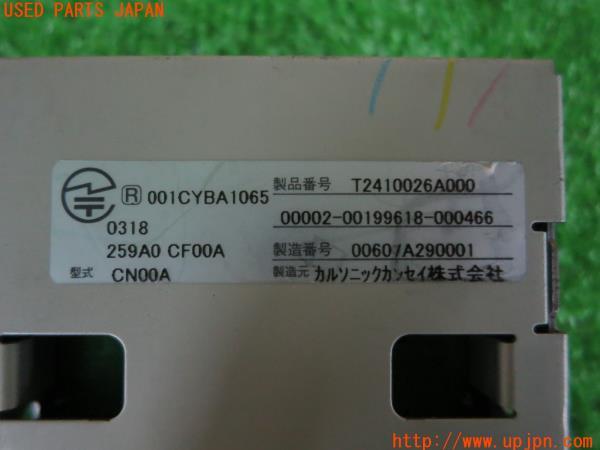 USED PARTS JAPAN
R 001CYBA1065
0318
259A0 CF00A
型式 CN00A
製品番号 T2410026A000
00002-00199618-000466
製造番号 00607A290001
製造元 カルソニックカンセイ株式会社
http://www.upjpn.com/